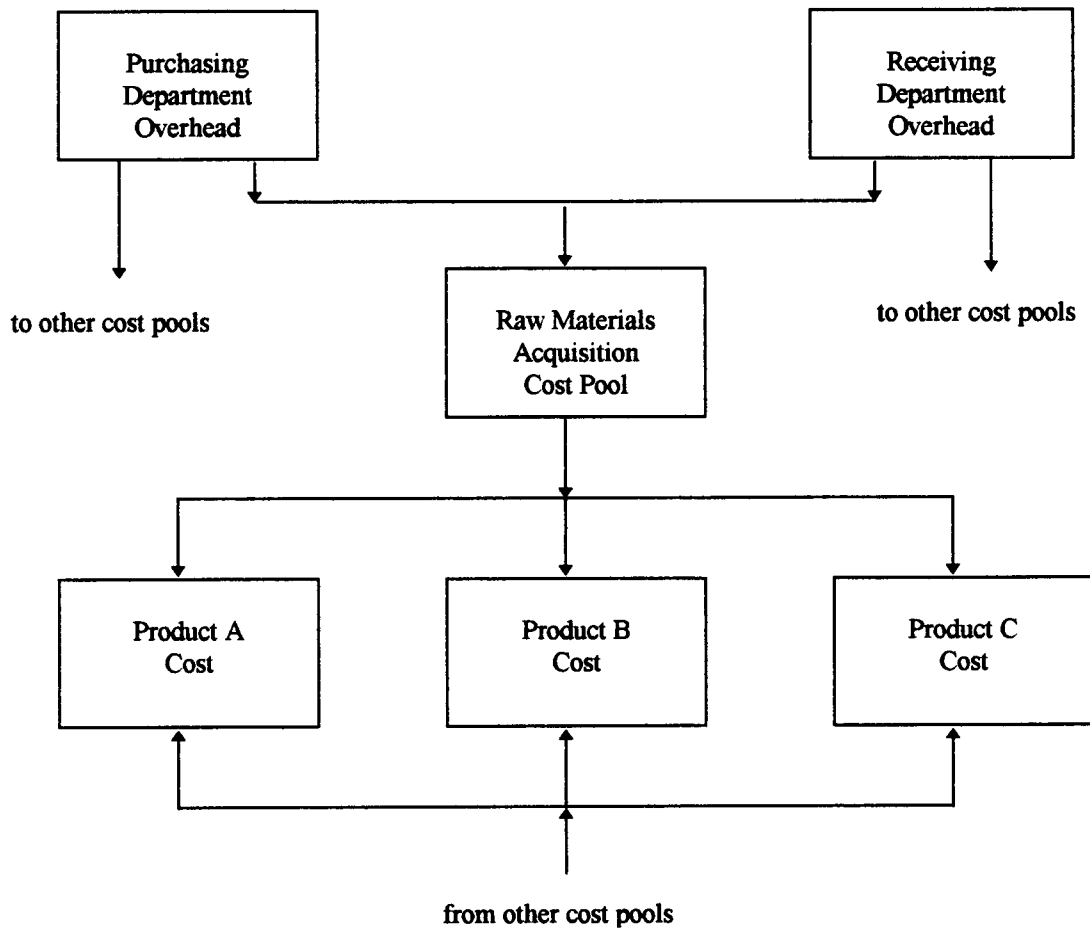 Purchasing
Department
Overhead
Receiving
Department
Overhead
to other cost pools
to other cost pools
Raw Materials
Acquisition
Cost Pool
Product A
Cost
Product B
Cost
Product C
Cost
from other cost pools